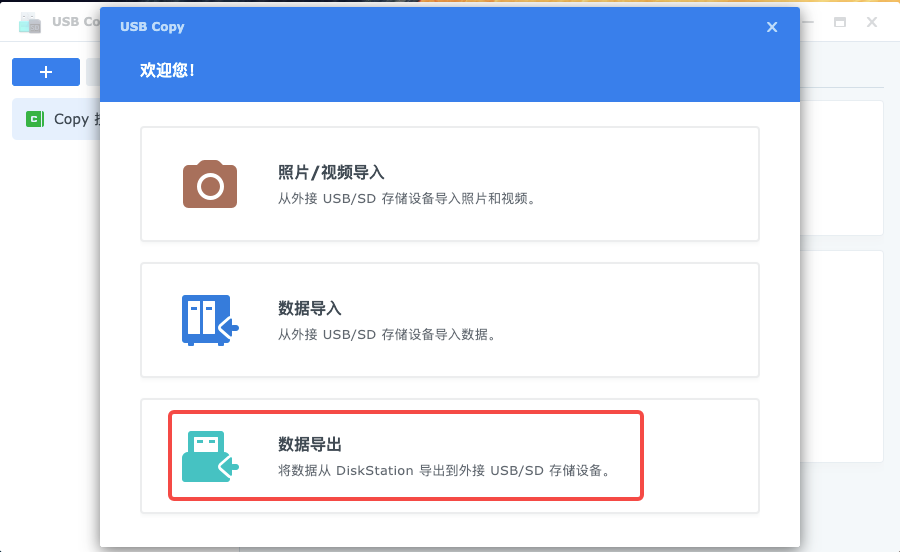 USB Co
USB Copy
欢迎您!
Copy
照片/视频导入
从外接 USB/SD 存储设备导入照片和视频。
数据导入
从外接 USB/SD 存储设备导入数据。
数据导出
将数据从 DiskStation 导出到外接 USB/SD 存储设备。